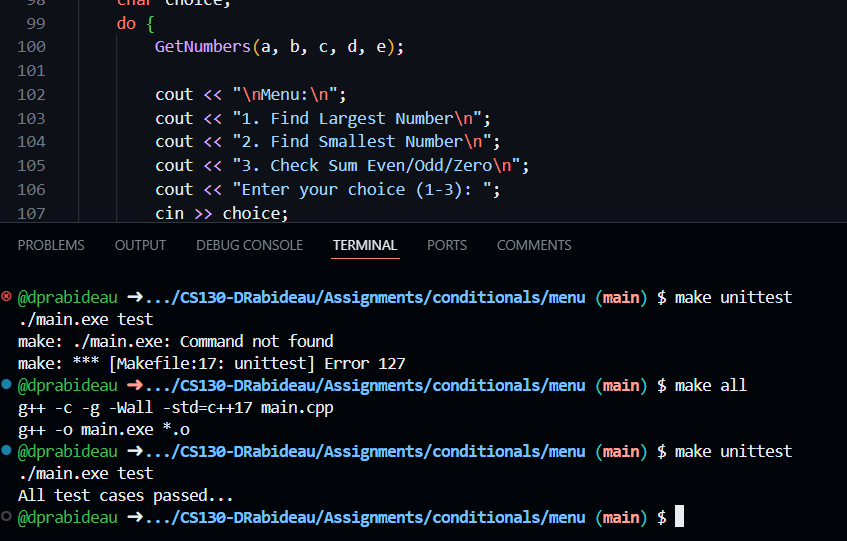 98 char choice;
99 do {
100 GetNumbers(a, b, c, d, e);
101
102 cout << "\nMenu:\n";
103 cout << "1. Find Largest Number\n";
104 cout << "2. Find Smallest Number\n";
105 cout << "3. Check Sum Even/Odd/Zero\n";
106 cout << "Enter your choice (1-3): ";
107 cin >> choice;
PROBLEMS OUTPUT DEBUG CONSOLE TERMINAL PORTS COMMENTS
@dprabideau ➜.../CS130-DRabideau/Assignments/conditionals/menu (main) $ make unittest
./main.exe test
make: ./main.exe: Command not found
make: *** [Makefile:17: unittest] Error 127
@dprabideau ➜.../CS130-DRabideau/Assignments/conditionals/menu (main) $ make all
g++ -c -g -Wall -std=c++17 main.cpp
g++ -o main.exe *.o
@dprabideau ➜.../CS130-DRabideau/Assignments/conditionals/menu (main) $ make unittest
./main.exe test
All test cases passed...
@dprabideau ➜.../CS130-DRabideau/Assignments/conditionals/menu (main) $